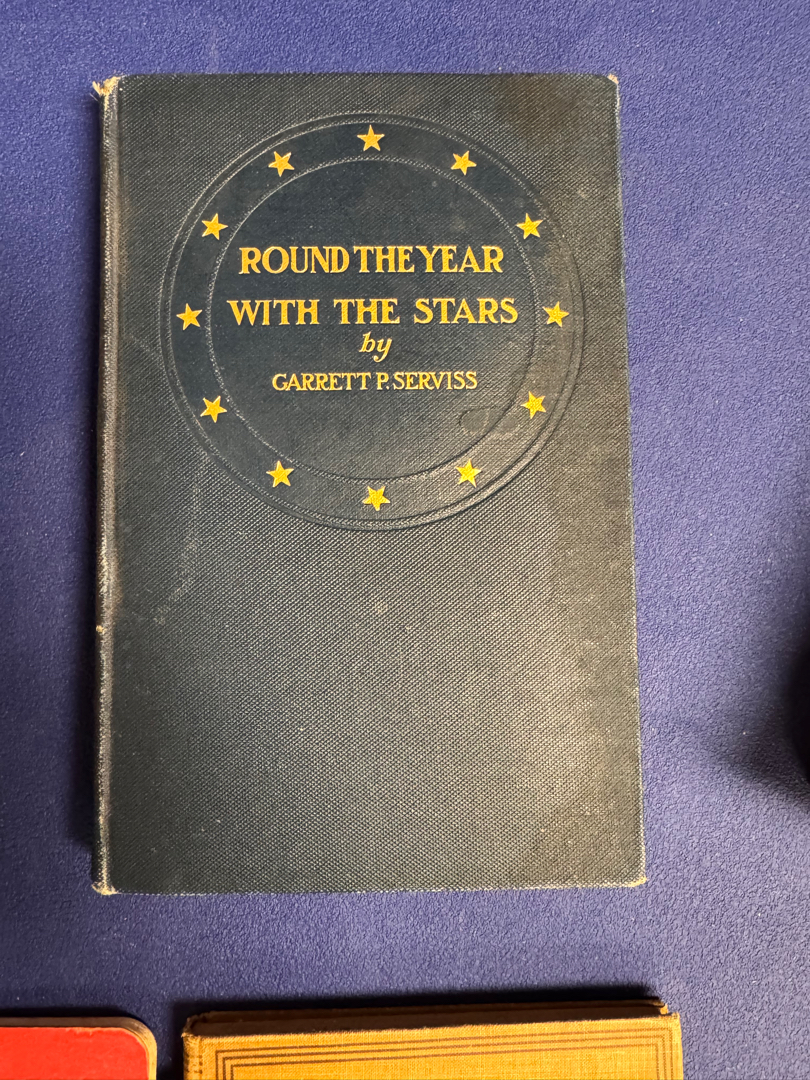 ROUND THE YEAR
WITH THE STARS
by
GARRETT P. SERVISS